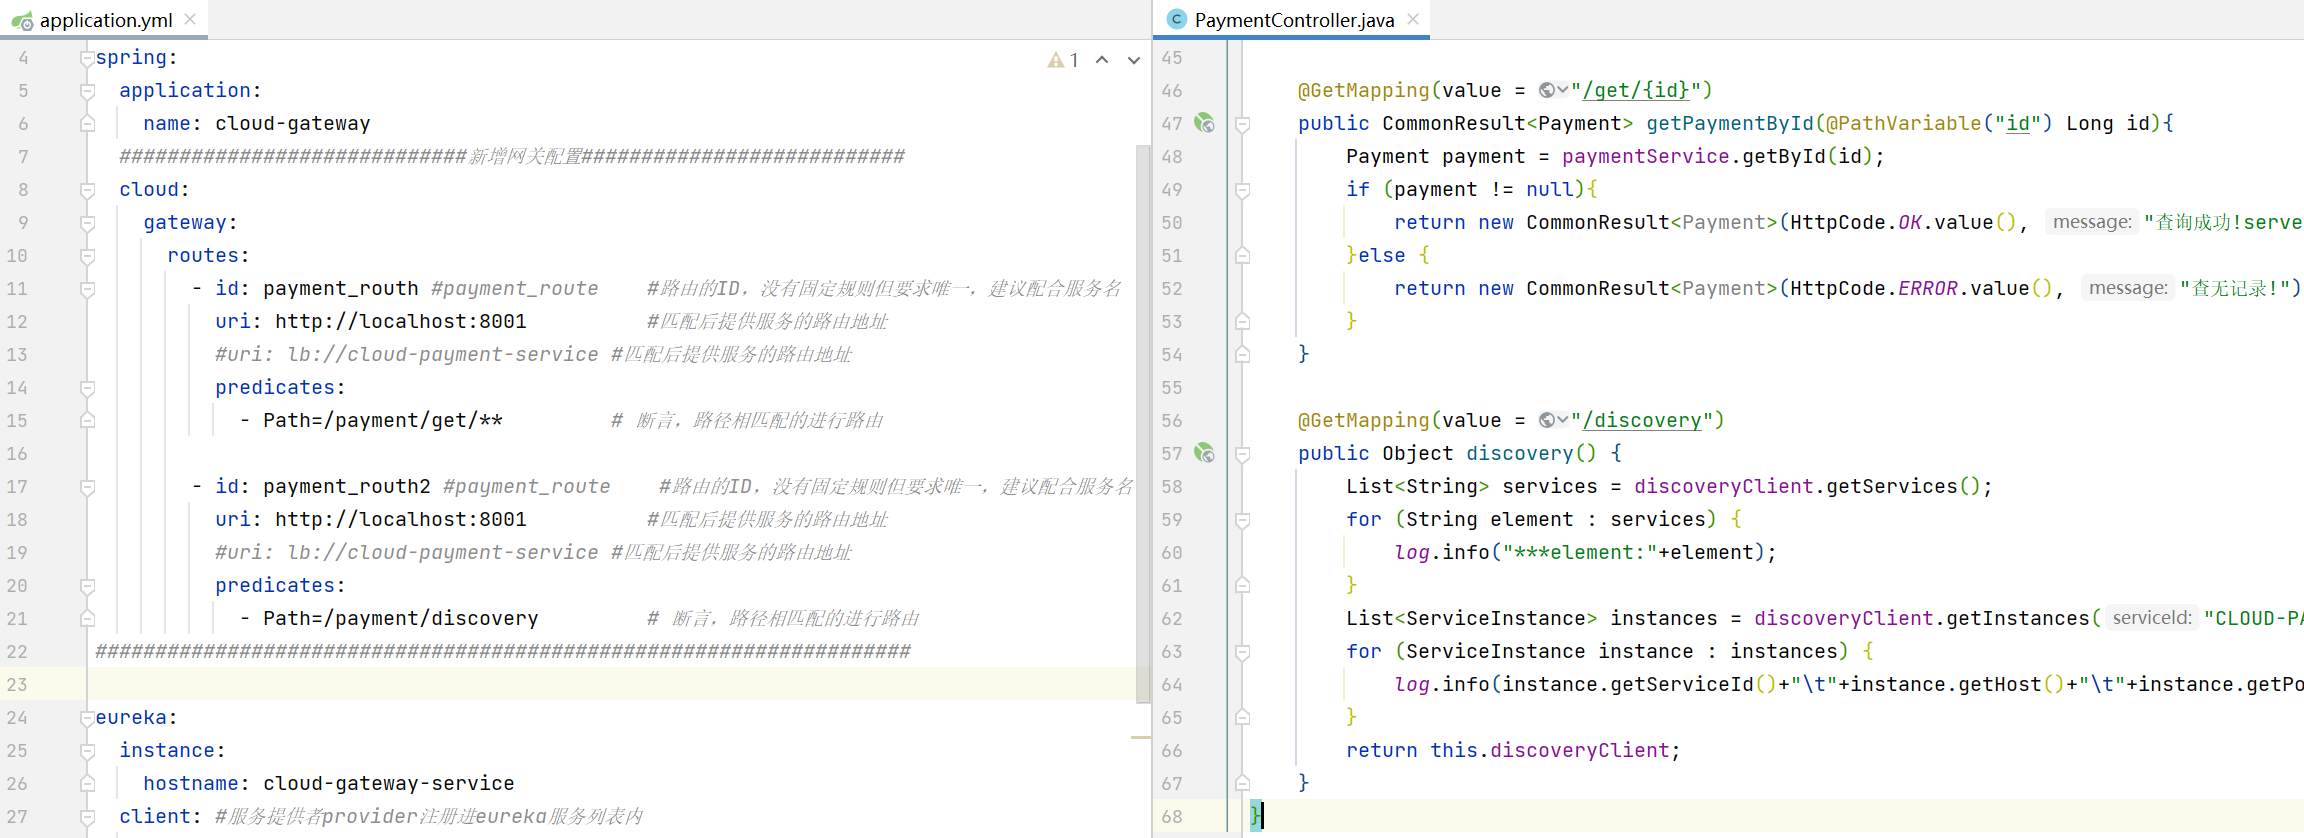 application.yml
4 spring:
5 application:
6 name: cloud-gateway
7 #############################新增网关配置###########################
8 cloud:
9 gateway:
10 routes:
11 - id: payment_routh #payment_route #路由的ID，没有固定规则但要求唯一，建议配合服务名
12 uri: http://localhost:8001 #匹配后提供服务的路由地址
13 #uri: lb://cloud-payment-service #匹配后提供服务的路由地址
14 predicates:
15 - Path=/payment/get/** # 断言，路径相匹配的进行路由
16
17 - id: payment_routh2 #payment_route #路由的ID，没有固定规则但要求唯一，建议配合服务名
18 uri: http://localhost:8001 #匹配后提供服务的路由地址
19 #uri: lb://cloud-payment-service #匹配后提供服务的路由地址
20 predicates:
21 - Path=/payment/discovery # 断言，路径相匹配的进行路由
22 ####################################################################
23
24 eureka:
25 instance:
26 hostname: cloud-gateway-service
27 client: #服务提供者provider注册进eureka服务列表内
1
PaymentController.java
45
46 @GetMapping(value = "/get/{id}")
47 public CommonResult<Payment> getPaymentById(@PathVariable("id") Long id){
48 Payment payment = paymentService.getById(id);
49 if (payment != null){
50 return new CommonResult<Payment>(HttpCode.OK.value(), message: "查询成功!serve
51 }else {
52 return new CommonResult<Payment>(HttpCode.ERROR.value(), message: "查无记录!")
53 }
54 }
55
56 @GetMapping(value = "/discovery")
57 public Object discovery() {
58 List<String> services = discoveryClient.getServices();
59 for (String element : services) {
60 log.info("***element:"+element);
61 }
62 List<ServiceInstance> instances = discoveryClient.getInstances( serviceId: "CLOUD-PA
63 for (ServiceInstance instance : instances) {
64 log.info(instance.getServiceId()+"\t"+instance.getHost()+"\t"+instance.getPo
65 }
66 return this.discoveryClient;
67 }
68 }